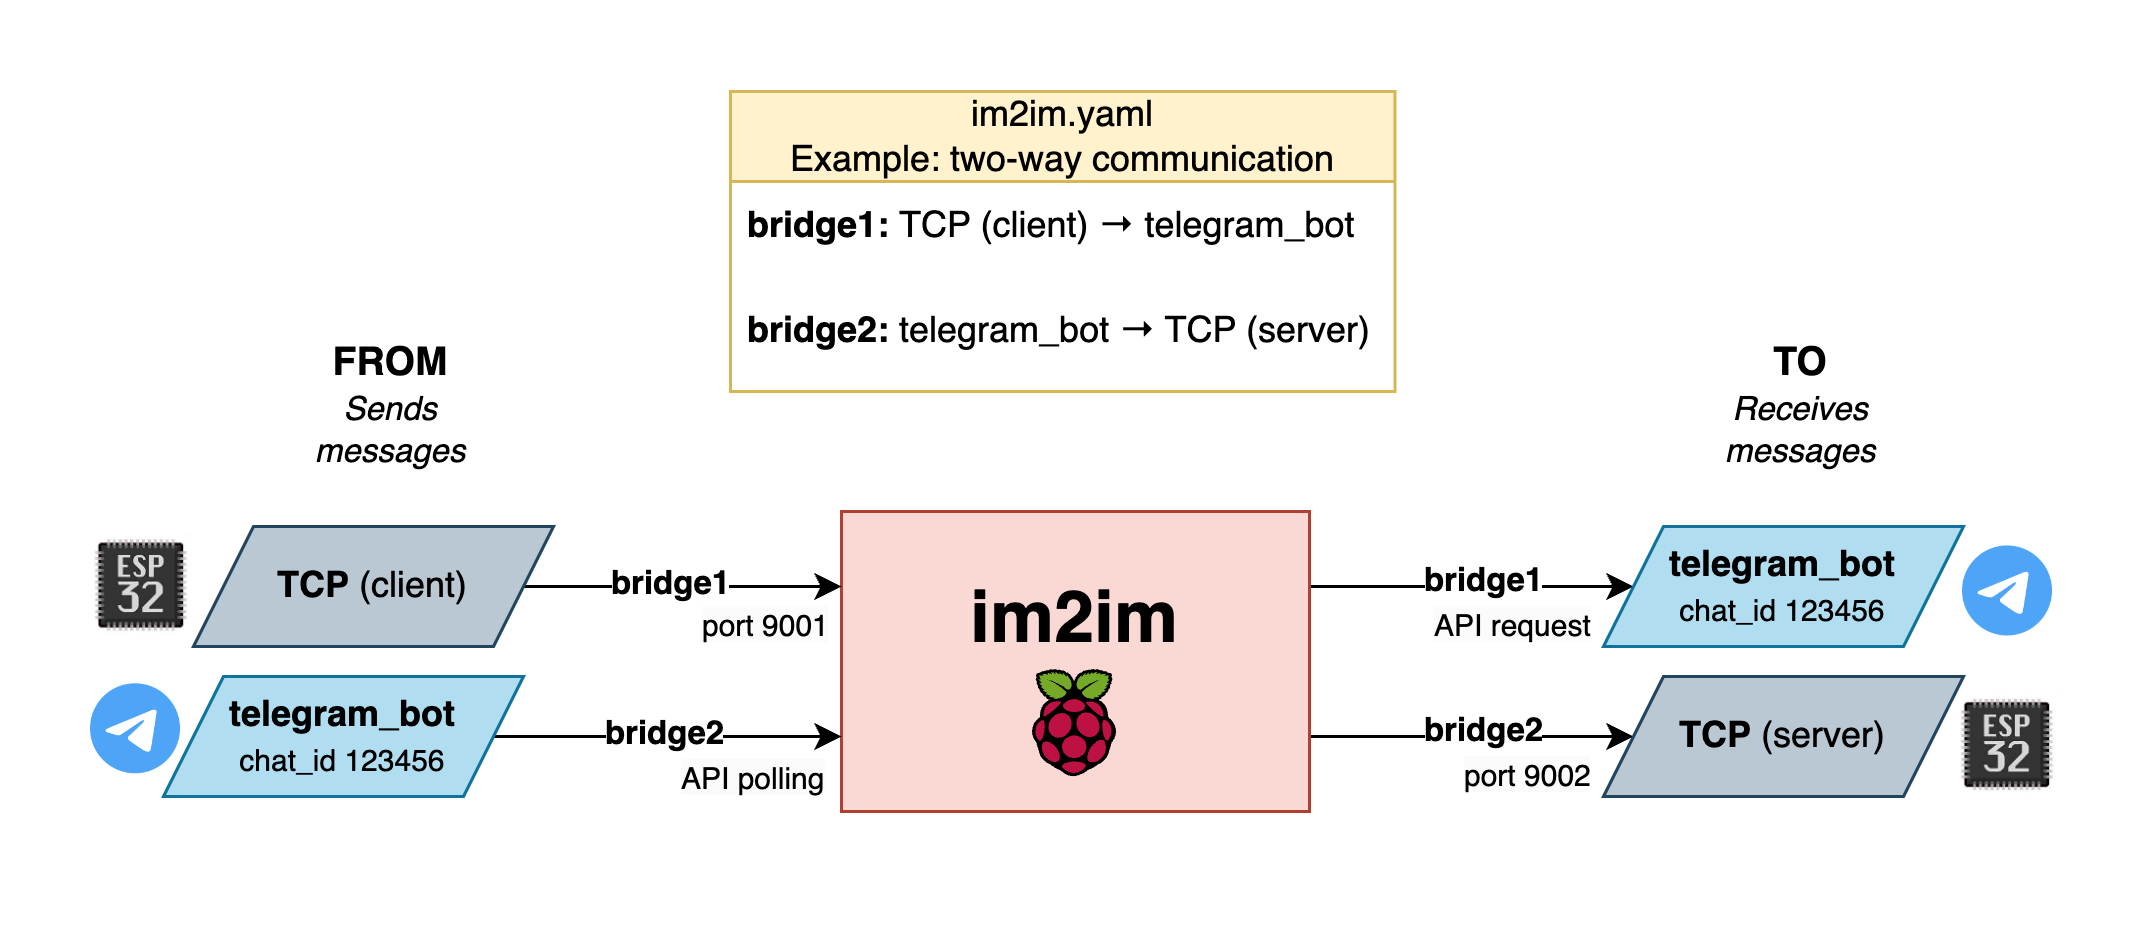 im2im.yaml
Example: two-way communication
bridge1: TCP (client) → telegram_bot
bridge2: telegram_bot → TCP (server)
FROM
Sends
messages
TO
Receives
messages
ESP
32
TCP (client)
bridge1
port 9001
telegram_bot
chat_id 123456
bridge2
API polling
im2im
bridge1
API request
telegram_bot
chat_id 123456
bridge2
port 9002
TCP (server)
ESP
32